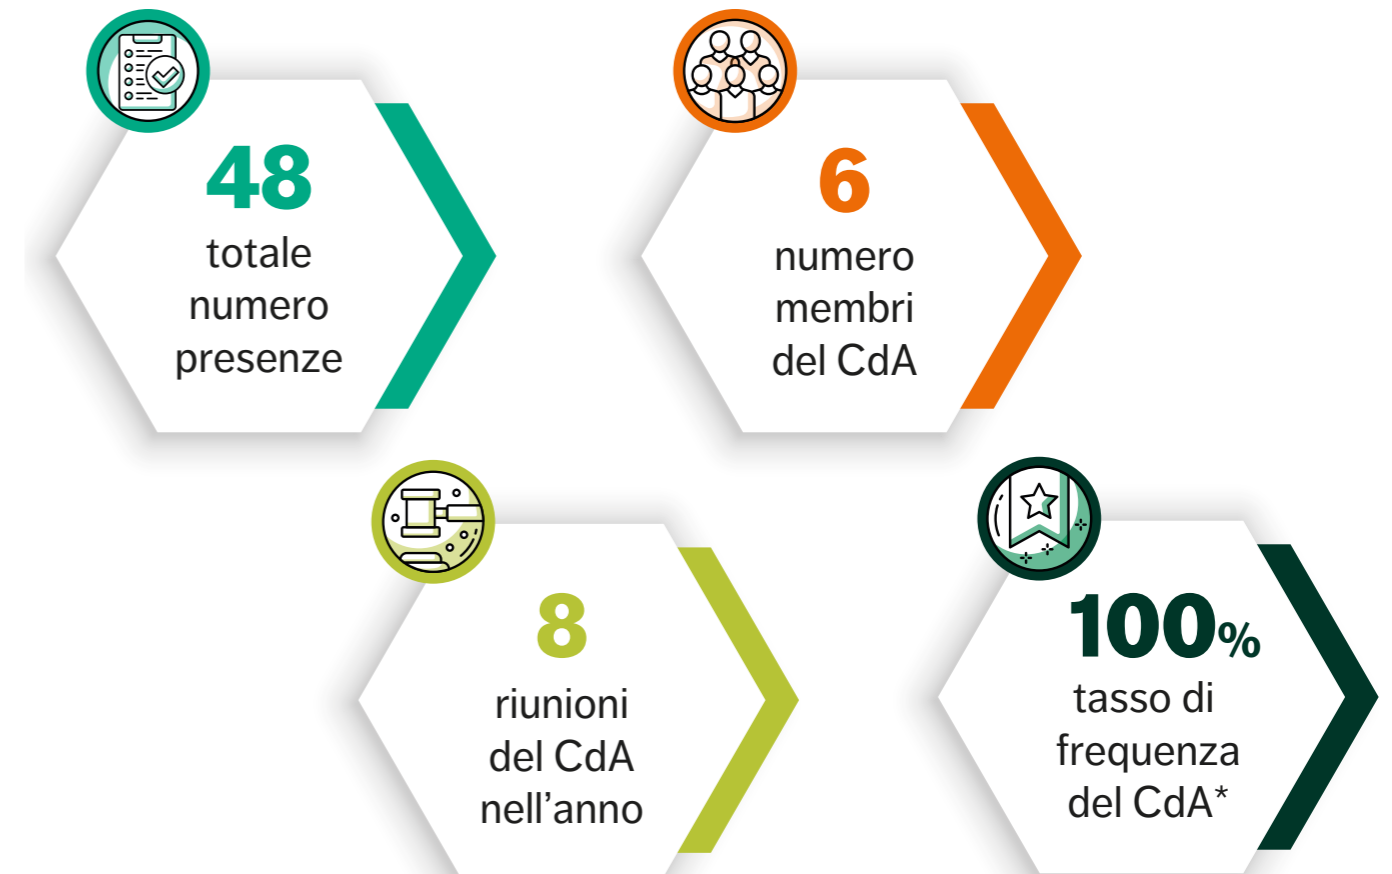 48
totale
numero
presenze
6
numero
membri
del CdA
8
riunioni
del CdA
nell’anno
100%
tasso di
frequenza
del CdA*